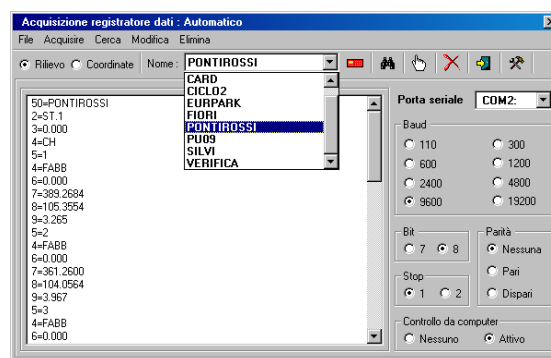 Acquisizione registratore dati : Automatico
File Acquisire Cerca Modifica Elimina
Rilievo Coordinate Nome : PONTIROSSI
CARD
CICLO2
EURPARK
FIORI
PONTIROSSI
PU09
SILVI
VERIFICA
50=PONTIROSSI
2=ST.1
3=0.000
4=CH
5=1
4=FABB
6=0.000
7=389.2684
8=105.3554
9=3.265
5=2
4=FABB
6=0.000
7=361.2600
8=104.0564
9=3.967
5=3
4=FABB
6=0.000
Porta seriale COM2:
Baud
110 300
600 1200
2400 4800
9600 19200
Bit
7 8
Parità
Nessuna
Pari
Dispari
Stop
1 2
Controllo da computer
Nessuno Attivo